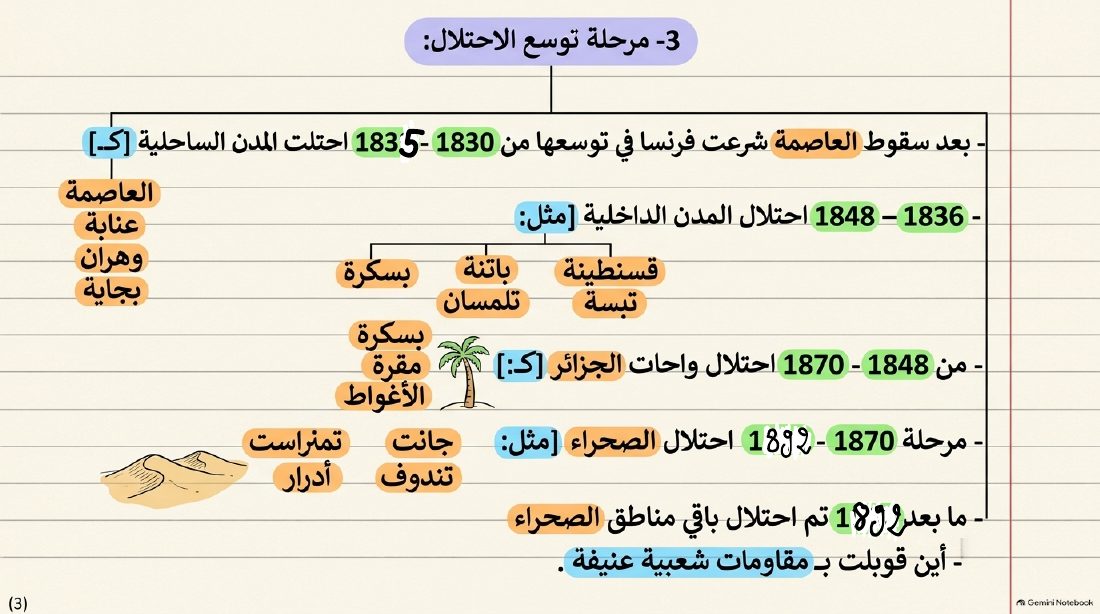 3- مرحلة توسع الاحتلال:
- بعد سقوط العاصمة شرعت فرنسا في توسعها من 1830 - 1835 احتلت المدن الساحلية [كـ]
العاصمة
عنابة
وهران
بجاية
- 1836 – 1848 احتلال المدن الداخلية [مثل:
قسنطينة باتنة بسكرة
تبسة تلمسان
- من 1848 - 1870 احتلال واحات الجزائر [كـ:]
بسكرة
مقرة
الأغواط
- مرحلة 1870 - 1892 احتلال الصحراء [مثل:
جانت تمنراست
تندوف أدرار
- ما بعد 1892 تم احتلال باقي مناطق الصحراء
- أين قوبلت بـ مقاومات شعبية عنيفة .
(3)
Gemini Notebook